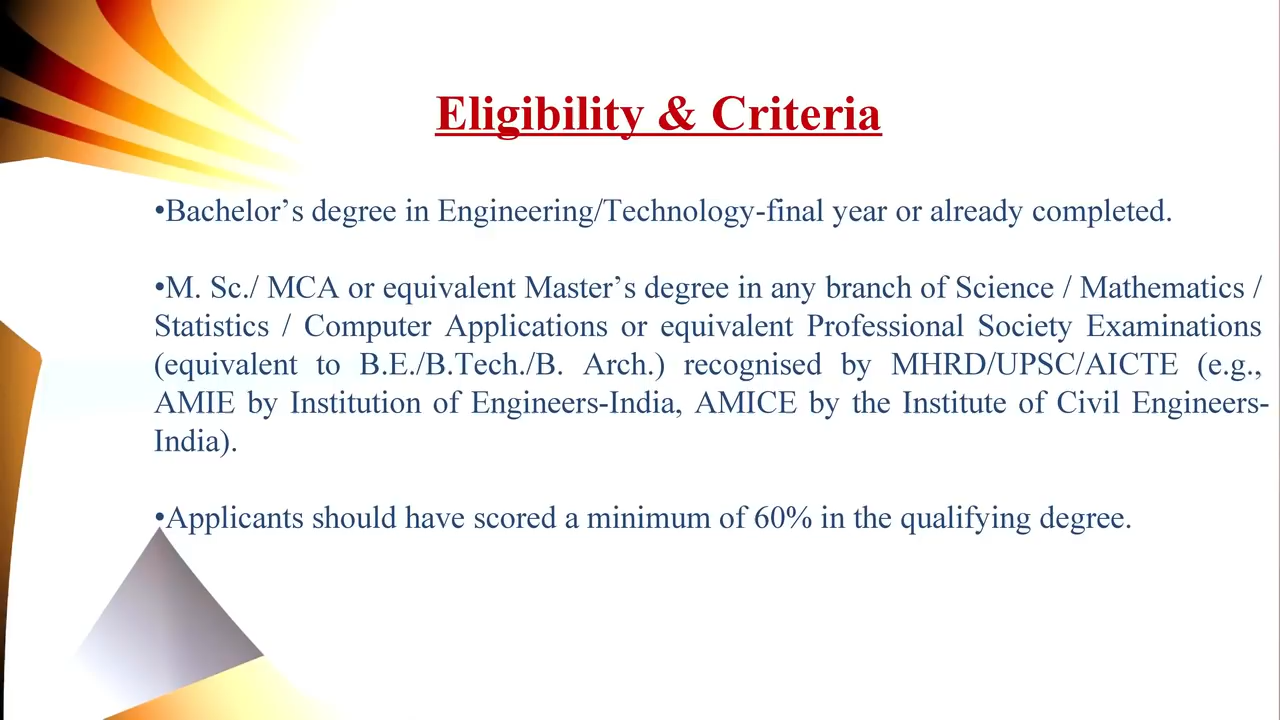 Eligibility & Criteria
•Bachelor’s degree in Engineering/Technology-final year or already completed.
•M. Sc./ MCA or equivalent Master’s degree in any branch of Science / Mathematics /
Statistics / Computer Applications or equivalent Professional Society Examinations
(equivalent to B.E./B.Tech./B. Arch.) recognised by MHRD/UPSC/AICTE (e.g.,
AMIE by Institution of Engineers-India, AMICE by the Institute of Civil Engineers-
India).
•Applicants should have scored a minimum of 60% in the qualifying degree.